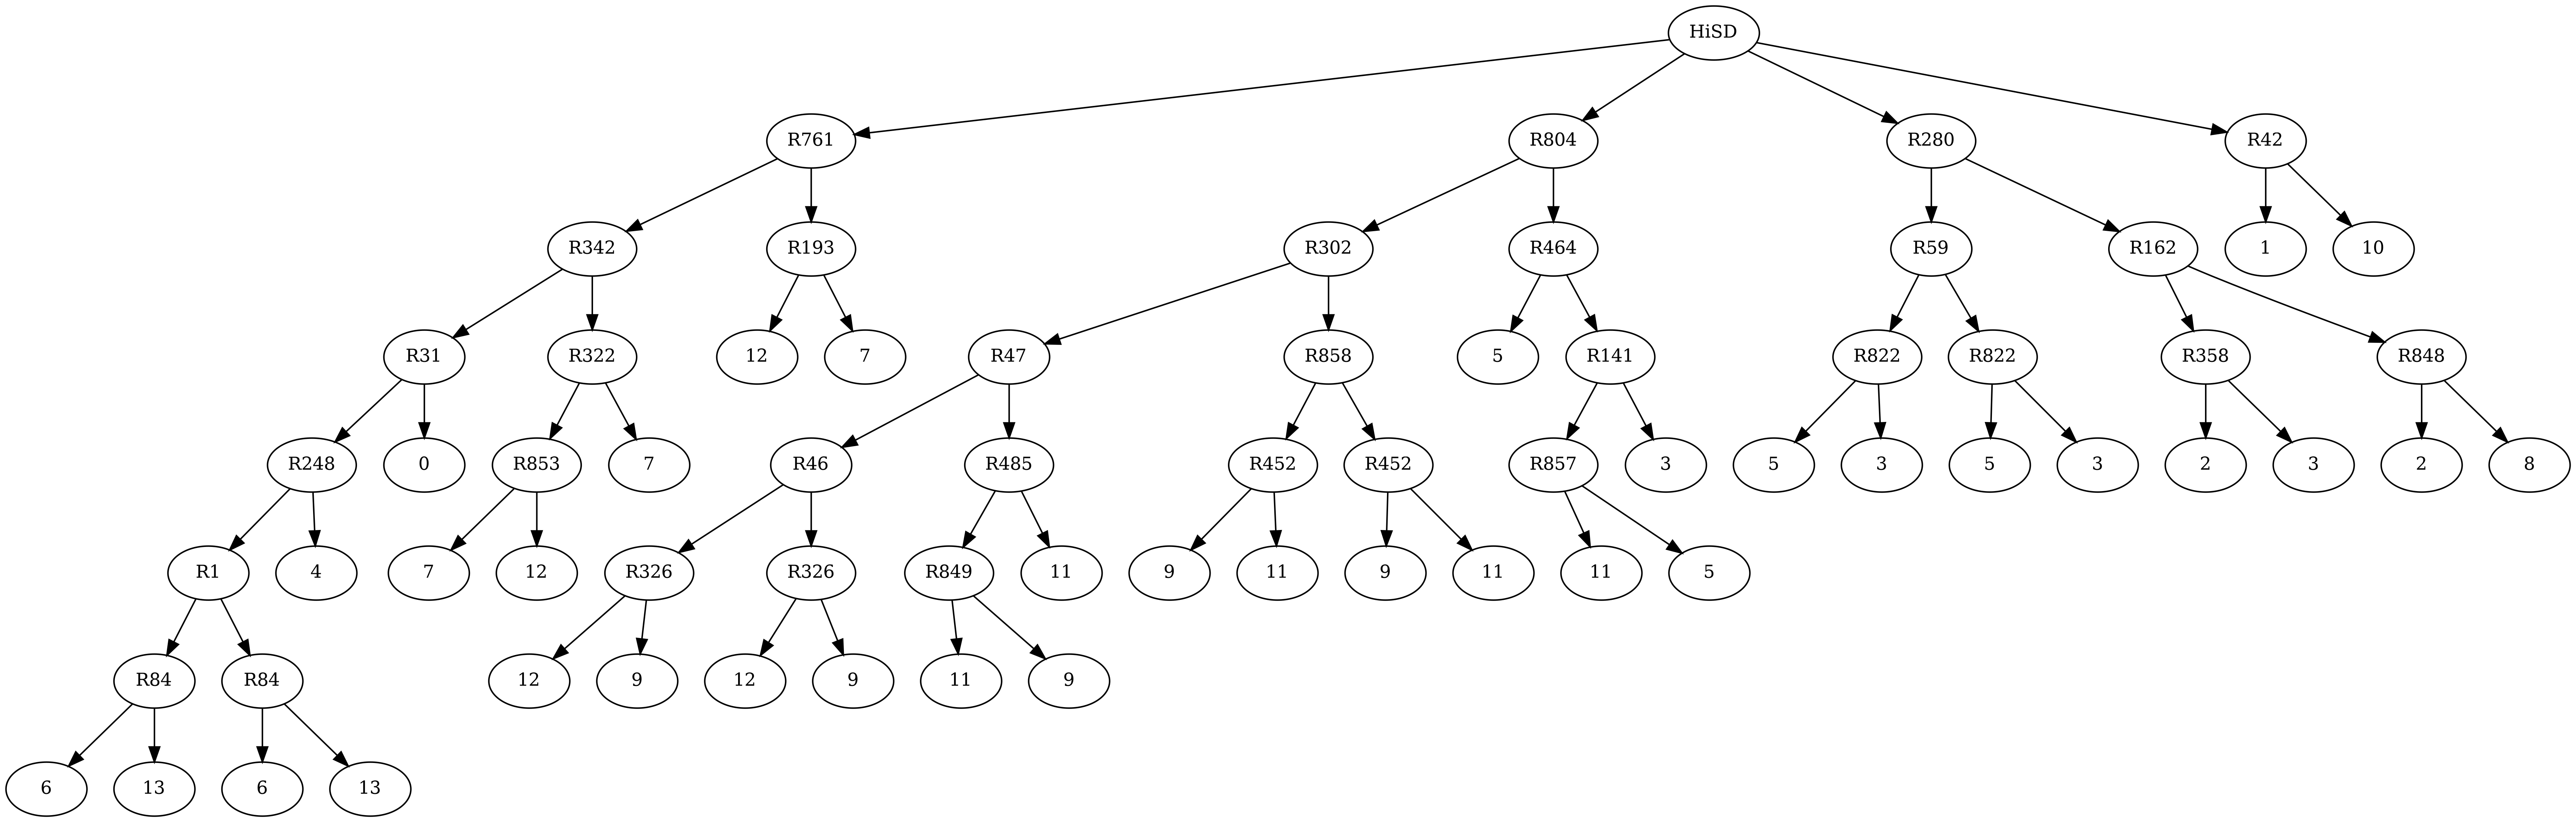 HiSD
R761 R804 R280 R42
R342 R193 R302 R464 R59 R162 1 10
R31 R322 12 7 R47 R858 5 R141 R822 R822 R358 R848
R248 0 R853 7 R46 R485 R452 R452 R857 3 5 3 5 3 2 3 2 8
R1 4 7 12 R326 R326 R849 11 9 11 9 11 11 5
R84 R84 12 9 12 9 11 9
6 13 6 13